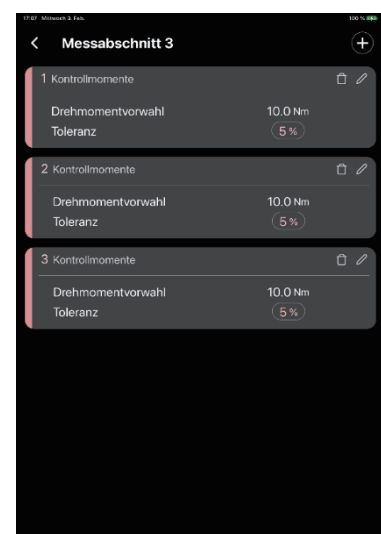 17:07 Mittwoch 3. Feb. 100 %
Messabschnitt 3
1 Kontrollmomente
Drehmomentvorwahl 10.0 Nm
Toleranz 5 %
2 Kontrollmomente
Drehmomentvorwahl 10.0 Nm
Toleranz 5 %
3 Kontrollmomente
Drehmomentvorwahl 10.0 Nm
Toleranz 5 %